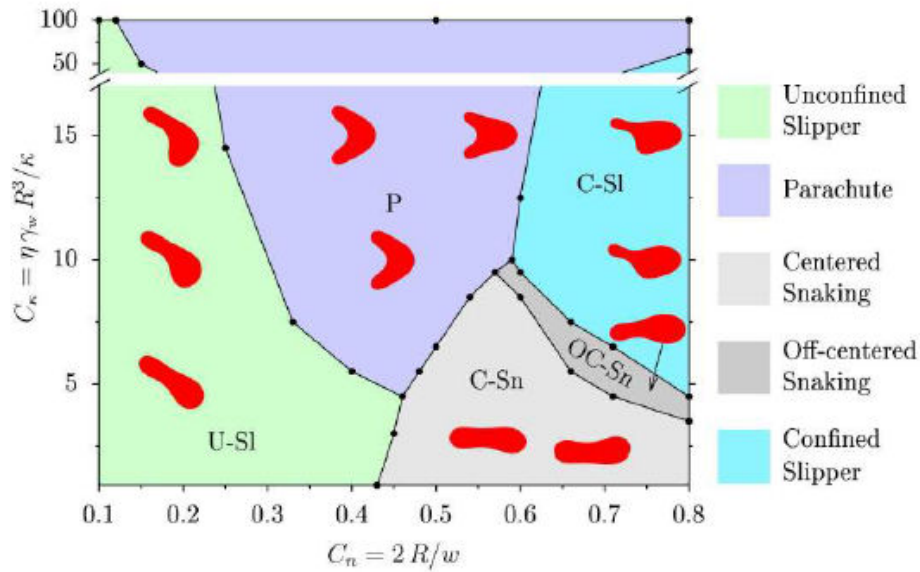 100
50
15
10
5
C_κ = η γ_w R^3/κ
0.1 0.2 0.3 0.4 0.5 0.6 0.7 0.8
C_n = 2 R/w
P
C-Sl
OC-Sn
C-Sn
U-Sl
Unconfined
Slipper
Parachute
Centered
Snaking
Off-centered
Snaking
Confined
Slipper